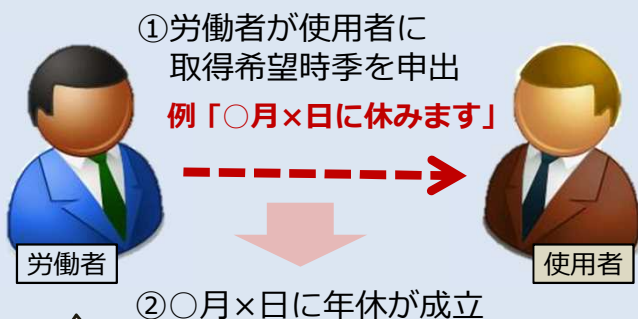 ①労働者が使用者に
取得希望時季を申出
例「○月×日に休みます」
労働者
使用者
②○月×日に年休が成立